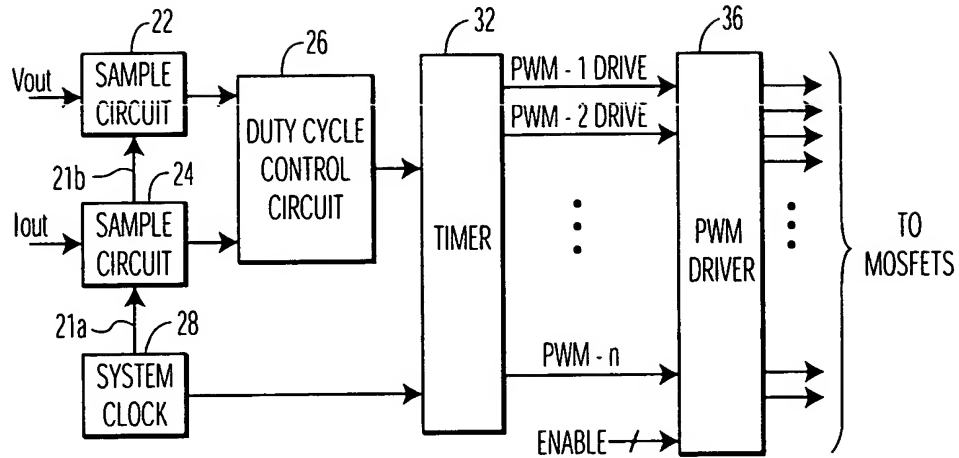 22
26
32
36
Vout
SAMPLE
CIRCUIT
DUTY CYCLE
CONTROL
CIRCUIT
PWM - 1 DRIVE
PWM - 2 DRIVE
21b
24
Iout
SAMPLE
CIRCUIT
TIMER
PWM
DRIVER
TO
MOSFETS
21a
28
SYSTEM
CLOCK
PWM - n
ENABLE